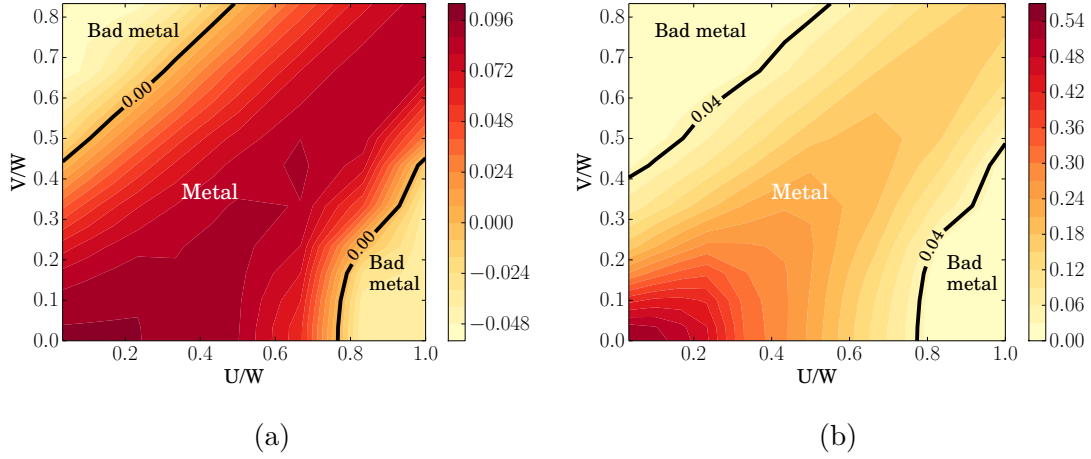 Bad metal
0.00
Metal
0.00
Bad
metal
0.8
0.7
0.6
0.5
0.4
0.3
0.2
0.1
0.0
V/W
0.2 0.4 0.6 0.8 1.0
U/W
0.096
0.072
0.048
0.024
0.000
−0.024
−0.048
(a)
Bad metal
0.04
Metal
0.04
Bad
metal
0.8
0.7
0.6
0.5
0.4
0.3
0.2
0.1
0.0
V/W
0.2 0.4 0.6 0.8 1.0
U/W
0.54
0.48
0.42
0.36
0.30
0.24
0.18
0.12
0.06
0.00
(b)